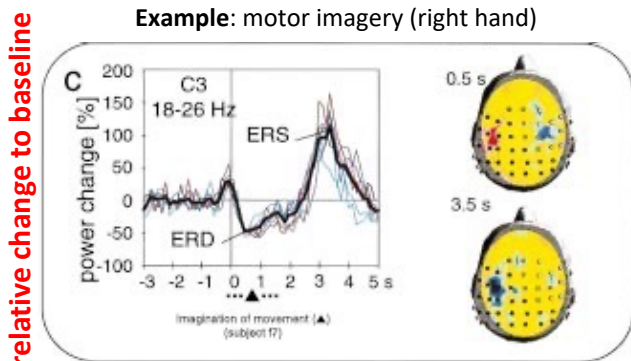 Example: motor imagery (right hand)
relative change to baseline
C
power change [%]
200
150
100
50
0
-50
-100
C3
18-26 Hz
ERS
ERD
-3 -2 -1 0 1 2 3 4 5 s
Imagination of movement (▲)
(subject f7)
0.5 s
3.5 s